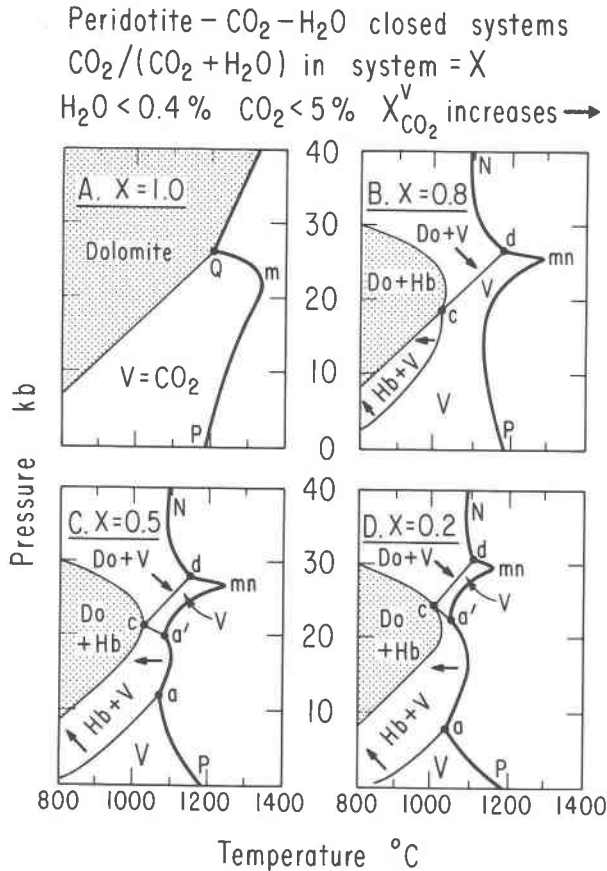 Peridotite – CO₂ – H₂O closed systems
CO₂/(CO₂ + H₂O) in system = X
H₂O < 0.4 % CO₂ < 5 % X^V_CO₂ increases →
A. X = 1.0
Dolomite
Q
m
V = CO₂
P
40
30
20
10
0
N
B. X = 0.8
Do + V
d
mn
Do + Hb
V
c
Hb + V
V
P
Pressure kb
N
C. X = 0.5
Do + V
d
mn
V
c
a'
Do
+ Hb
Hb + V
a
V
P
800 1000 1200
40
30
20
10
N
D. X = 0.2
Do + V
d
mn
V
c
a'
Do
+ Hb
Hb + V
a
V
P
800 1000 1200 1400
Temperature °C